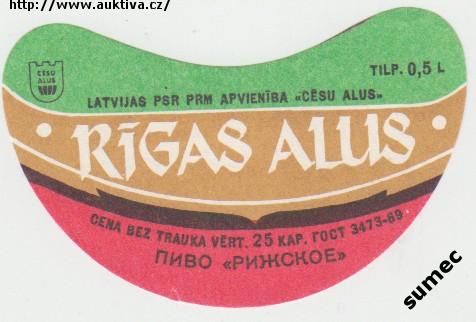 http://www.auktiva.cz/
CĒSU
ALUS
TILP. 0,5 L
LATVIJAS PSR PRM APVIENĪBA «CĒSU ALUS»
• RĪGAS ALUS •
CENA BEZ TRAUKA VĒRT. 25 KAP. ГОСТ 3473-69
ПИВО «РИЖСКОЕ»
sumec